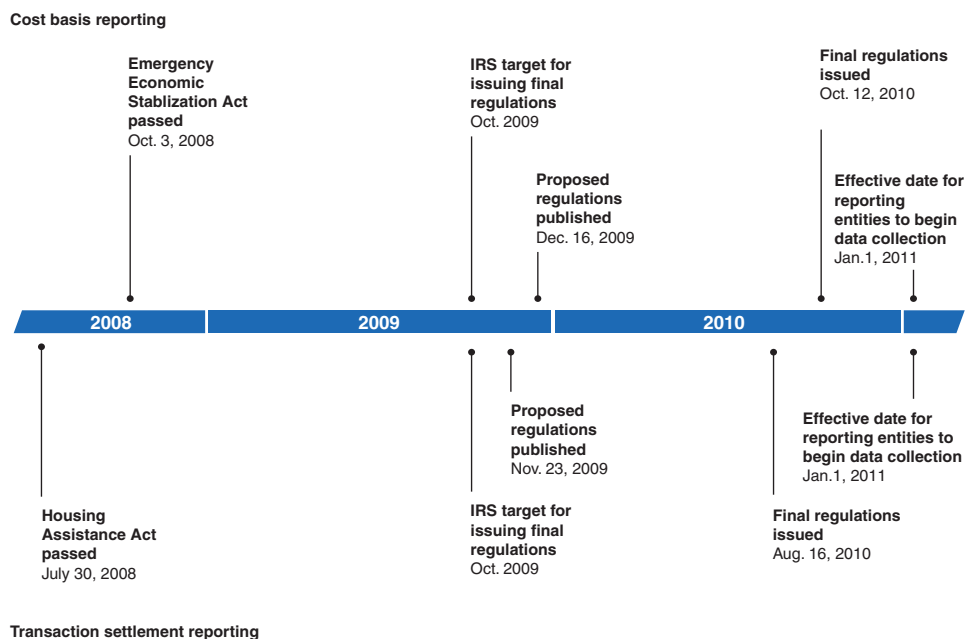 Cost basis reporting
Emergency
Economic
Stablization Act
passed
Oct. 3, 2008
IRS target for
issuing final
regulations
Oct. 2009
Proposed
regulations
published
Dec. 16, 2009
Final regulations
issued
Oct. 12, 2010
Effective date for
reporting
entities to begin
data collection
Jan.1, 2011
2008
2009
2010
Housing
Assistance Act
passed
July 30, 2008
IRS target for
issuing final
regulations
Oct. 2009
Proposed
regulations
published
Nov. 23, 2009
Final regulations
issued
Aug. 16, 2010
Effective date for
reporting entities to
begin data collection
Jan.1, 2011
Transaction settlement reporting